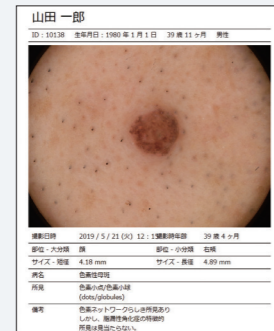 山田 一郎
ID : 10138 生年月日 : 1980 年 1 月 1 日 39 歳 11 ヶ月 男性
撮影日時 2019 / 5 / 21 (火) 12 : 1 撮影時年齢 39 歳 4 ヶ月
部位 - 大分類 顔 部位 - 小分類 右頬
サイズ - 短径 4.18 mm サイズ - 長径 4.89 mm
病名 色素性母斑
所見 色素小点/色素小球
(dots/globules)
備考 色素ネットワークらしき所見あり
しかし、脂漏性角化症の特徴的
所見は見当たらない。